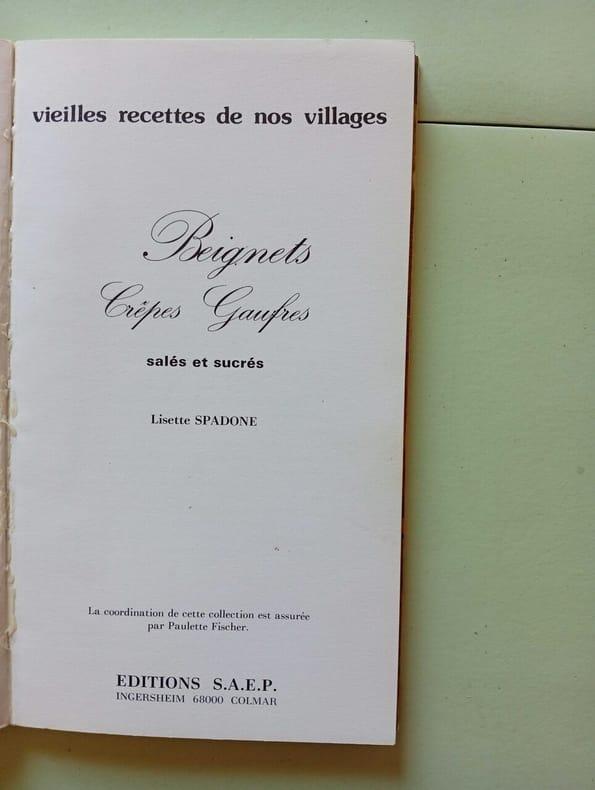 vieilles recettes de nos villages
Beignets
Crêpes Gaufres
salés et sucrés
Lisette SPADONE
La coordination de cette collection est assurée
par Paulette Fischer.
EDITIONS S.A.E.P.
INGERSHEIM 68000 COLMAR